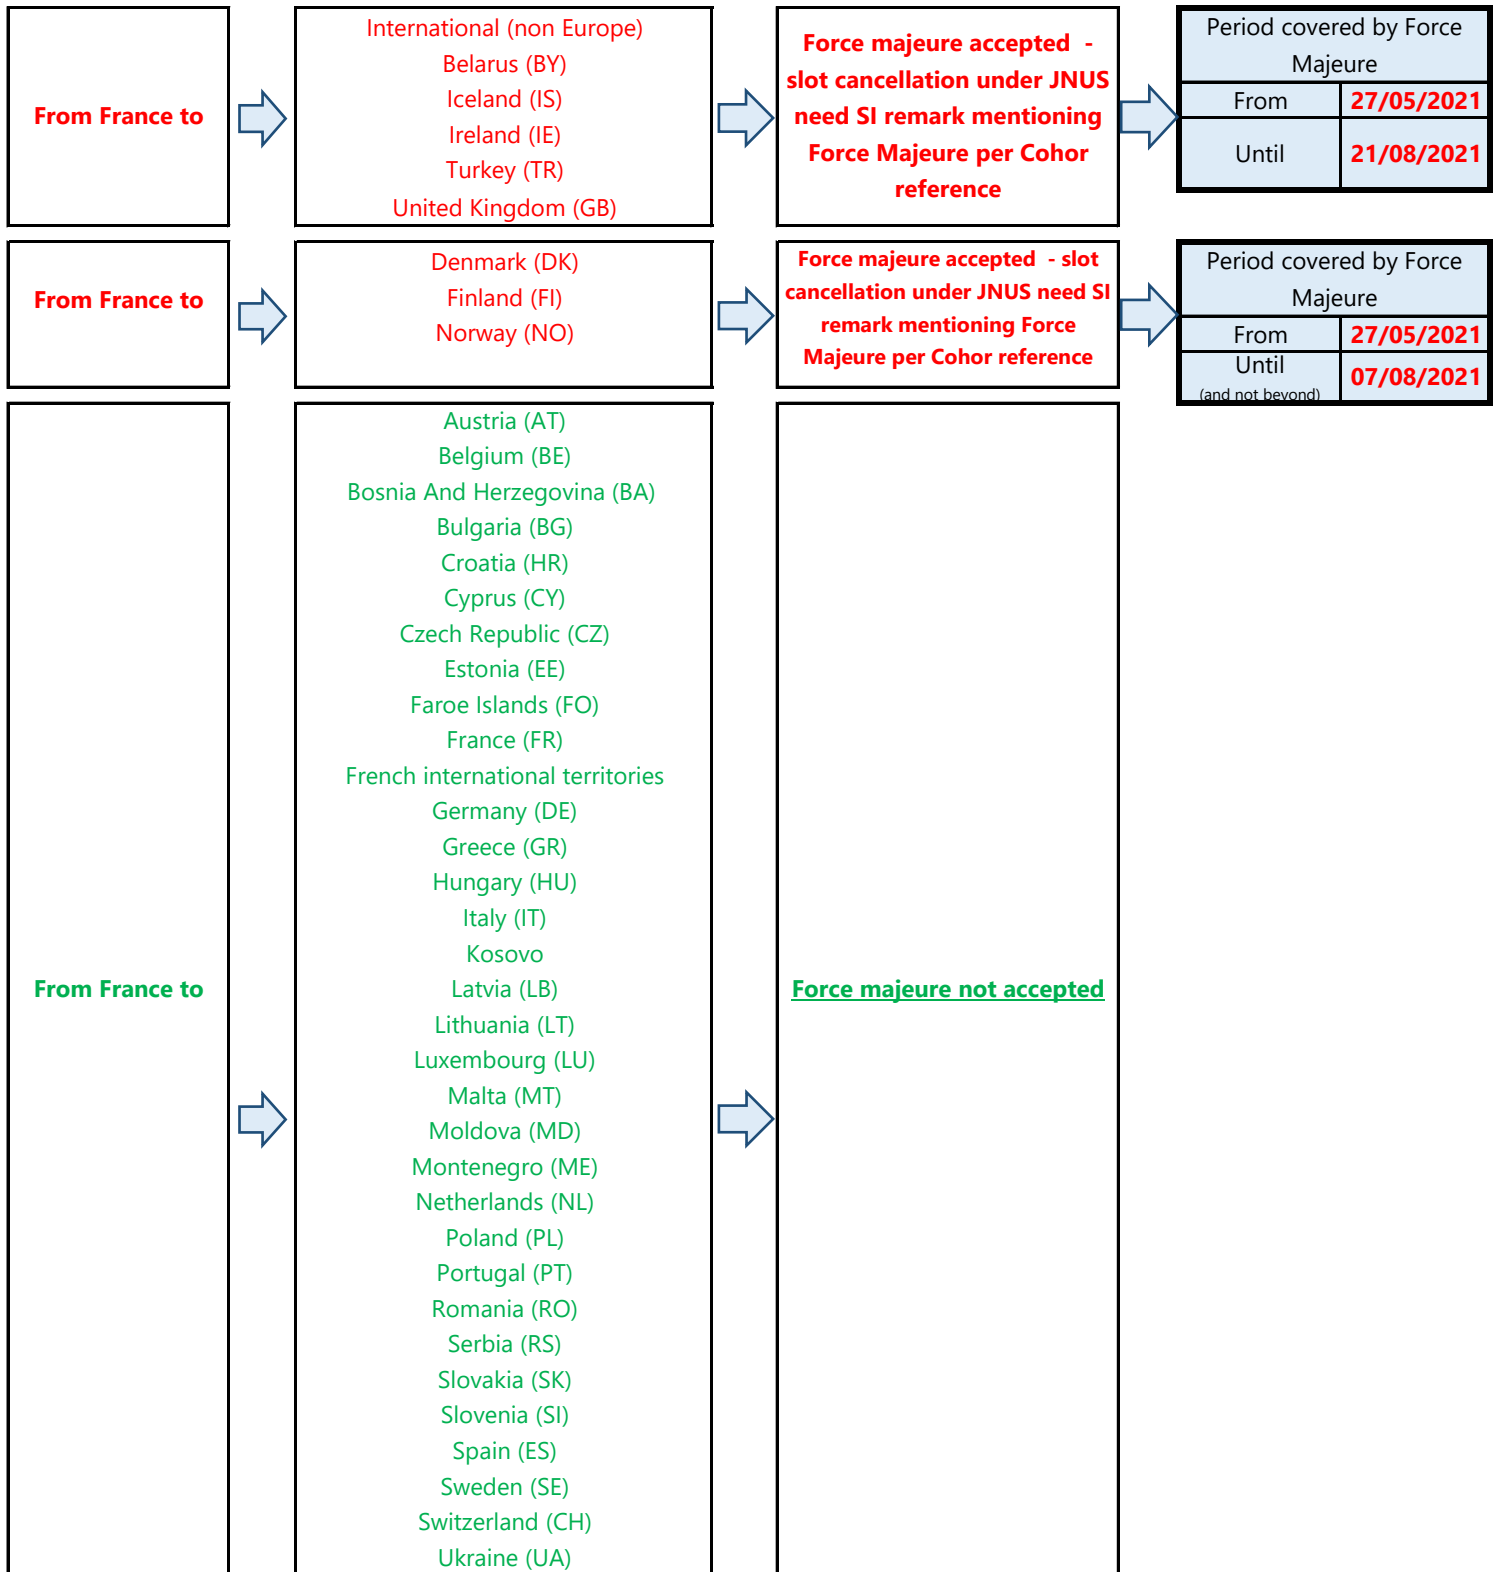 From France to
International (non Europe)
Belarus (BY)
Iceland (IS)
Ireland (IE)
Turkey (TR)
United Kingdom (GB)
Force majeure accepted -
slot cancellation under JNUS
need SI remark mentioning
Force Majeure per Cohor
reference
Period covered by Force
Majeure
From 27/05/2021
Until 21/08/2021
From France to
Denmark (DK)
Finland (FI)
Norway (NO)
Force majeure accepted - slot
cancellation under JNUS need SI
remark mentioning Force
Majeure per Cohor reference
Period covered by Force
Majeure
From 27/05/2021
Until 07/08/2021
(and not beyond)
From France to
Austria (AT)
Belgium (BE)
Bosnia And Herzegovina (BA)
Bulgaria (BG)
Croatia (HR)
Cyprus (CY)
Czech Republic (CZ)
Estonia (EE)
Faroe Islands (FO)
France (FR)
French international territories
Germany (DE)
Greece (GR)
Hungary (HU)
Italy (IT)
Kosovo
Latvia (LB)
Lithuania (LT)
Luxembourg (LU)
Malta (MT)
Moldova (MD)
Montenegro (ME)
Netherlands (NL)
Poland (PL)
Portugal (PT)
Romania (RO)
Serbia (RS)
Slovakia (SK)
Slovenia (SI)
Spain (ES)
Sweden (SE)
Switzerland (CH)
Ukraine (UA)
Force majeure not accepted